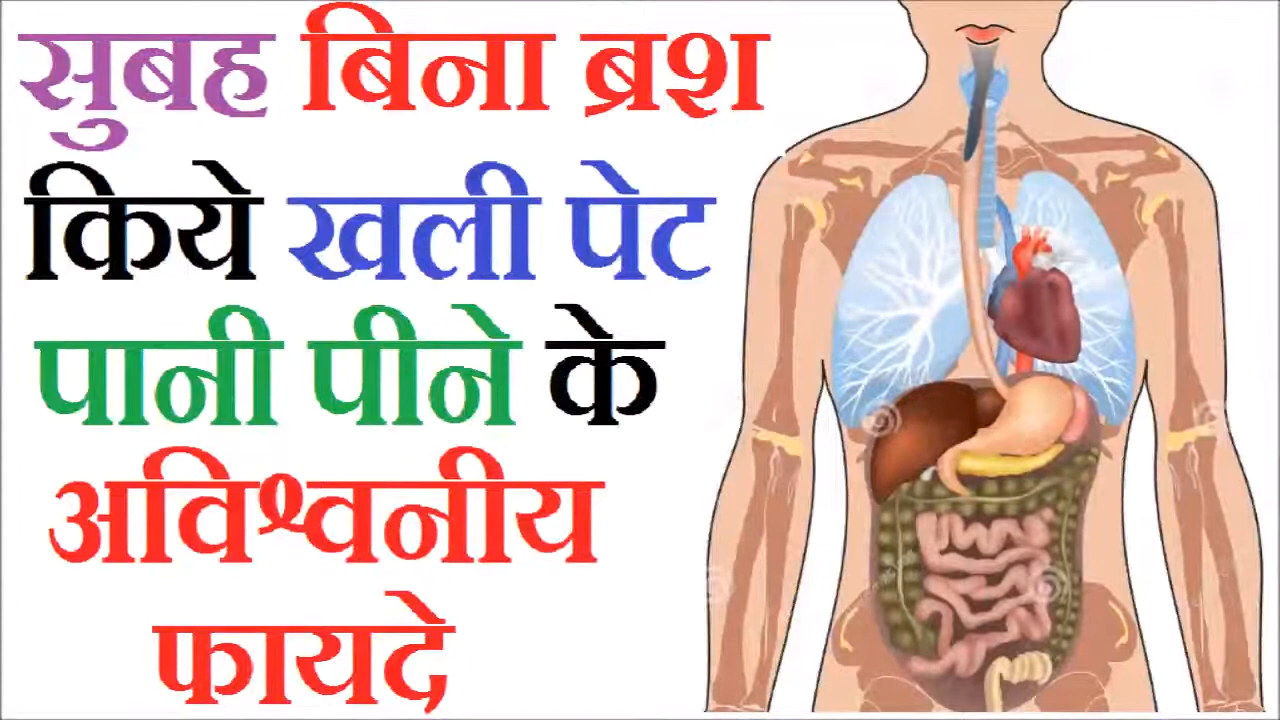 सुबह बिना ब्रश
किये खली पेट
पानी पीने के
अविश्वनीय
फायदे